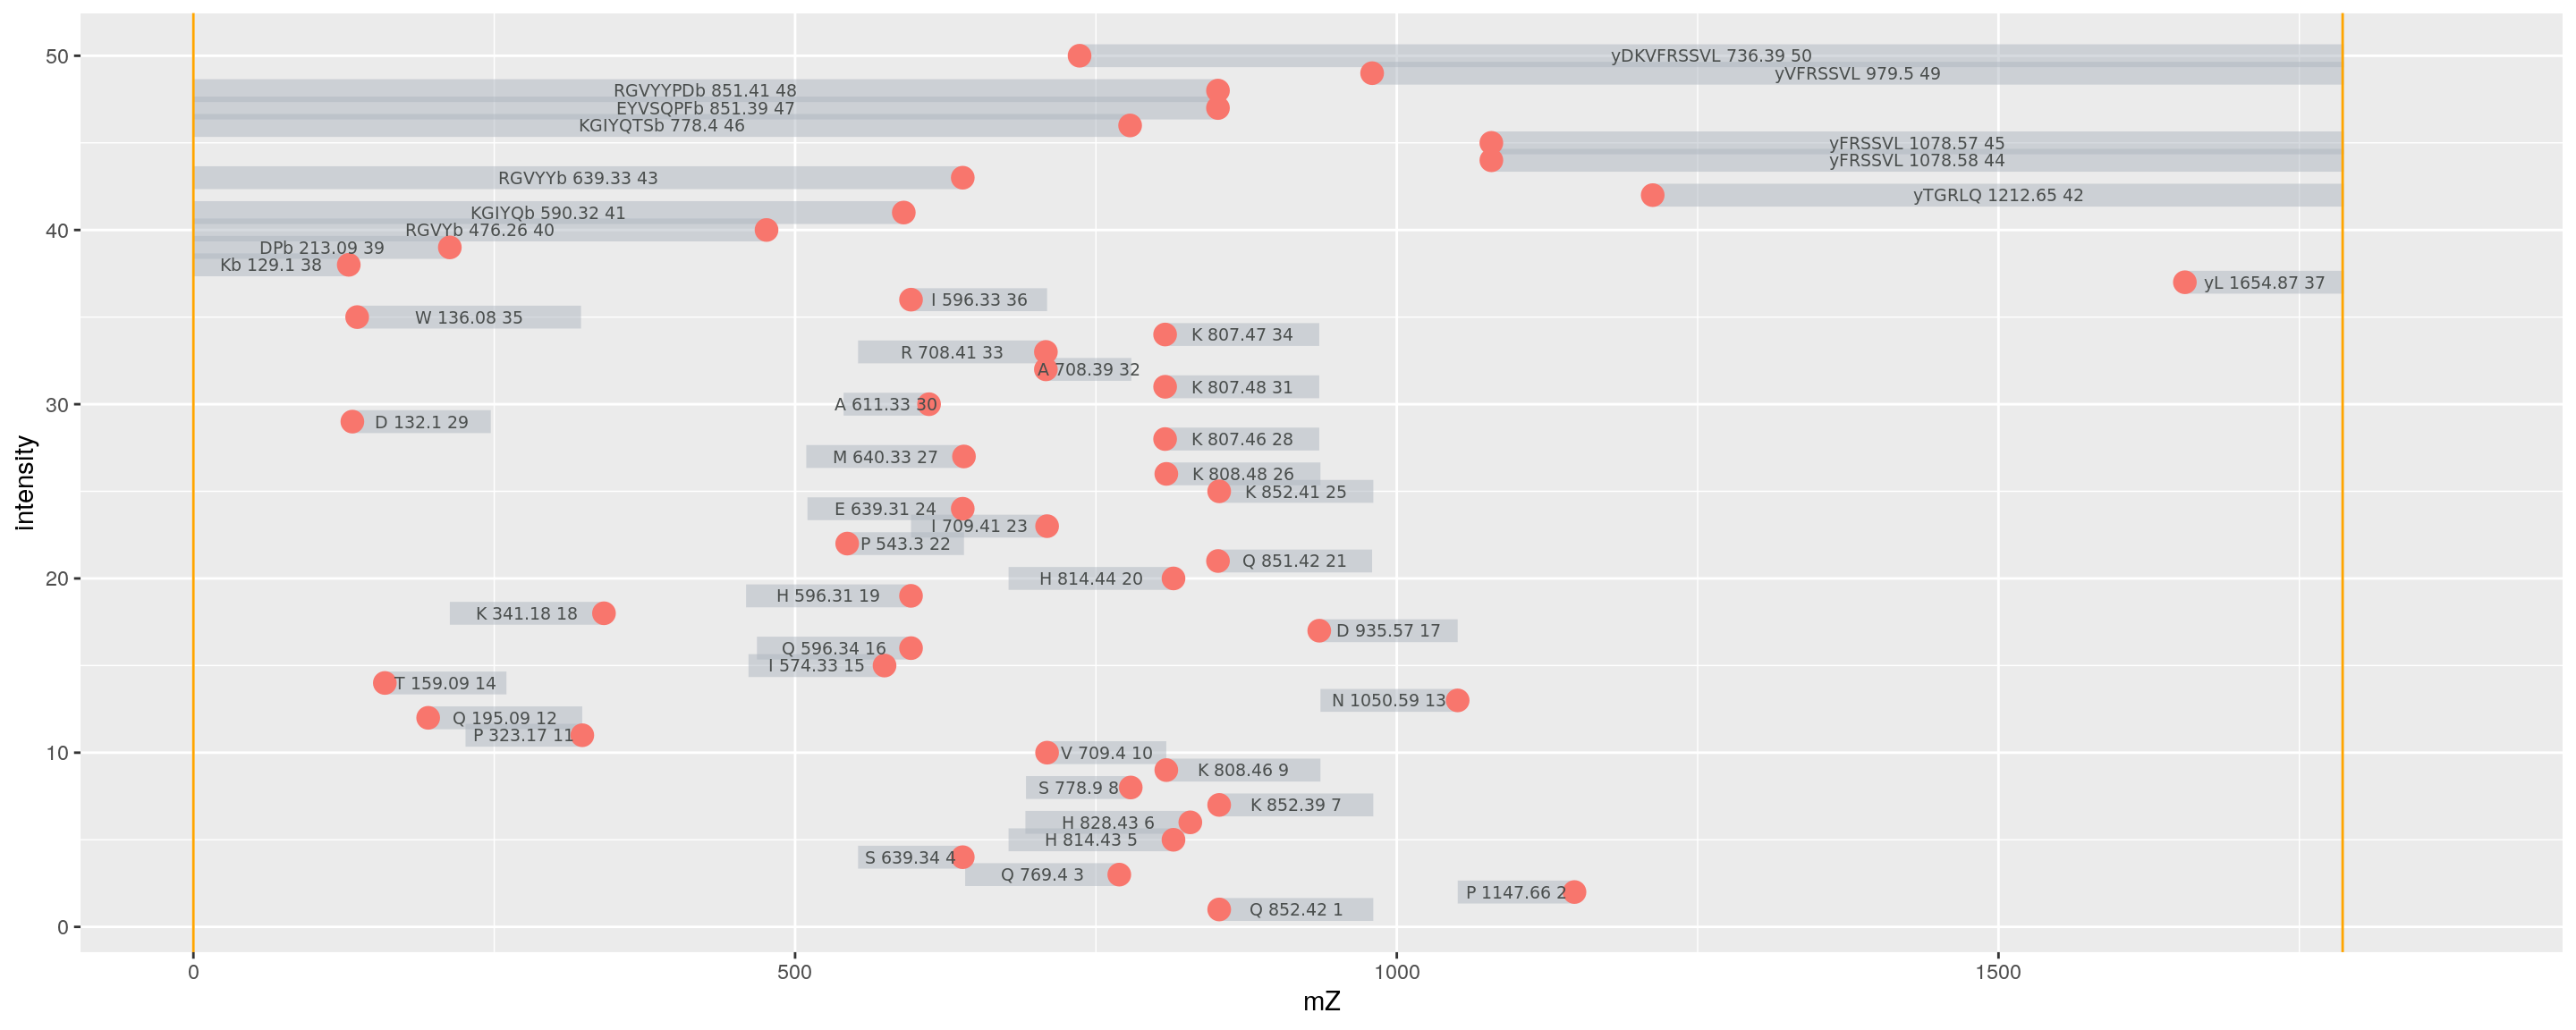 50
yDKVFRSSVL 736.39 50
yVFRSSVL 979.5 49
RGVYYPDb 851.41 48
EYVSQPFb 851.39 47
KGIYQTSb 778.4 46
yFRSSVL 1078.57 45
yFRSSVL 1078.58 44
RGVYYb 639.33 43
yTGRLQ 1212.65 42
KGIYQb 590.32 41
40
RGVYb 476.26 40
DPb 213.09 39
Kb 129.1 38
yL 1654.87 37
I 596.33 36
W 136.08 35
K 807.47 34
R 708.41 33
A 708.39 32
K 807.48 31
30
A 611.33 30
D 132.1 29
K 807.46 28
M 640.33 27
K 808.48 26
K 852.41 25
E 639.31 24
I 709.41 23
P 543.3 22
Q 851.42 21
20
H 814.44 20
H 596.31 19
K 341.18 18
D 935.57 17
Q 596.34 16
I 574.33 15
T 159.09 14
N 1050.59 13
Q 195.09 12
P 323.17 11
10
V 709.4 10
K 808.46 9
S 778.9 8
K 852.39 7
H 828.43 6
H 814.43 5
S 639.34 4
Q 769.4 3
P 1147.66 2
Q 852.42 1
0
intensity
0 500 1000 1500
mZ